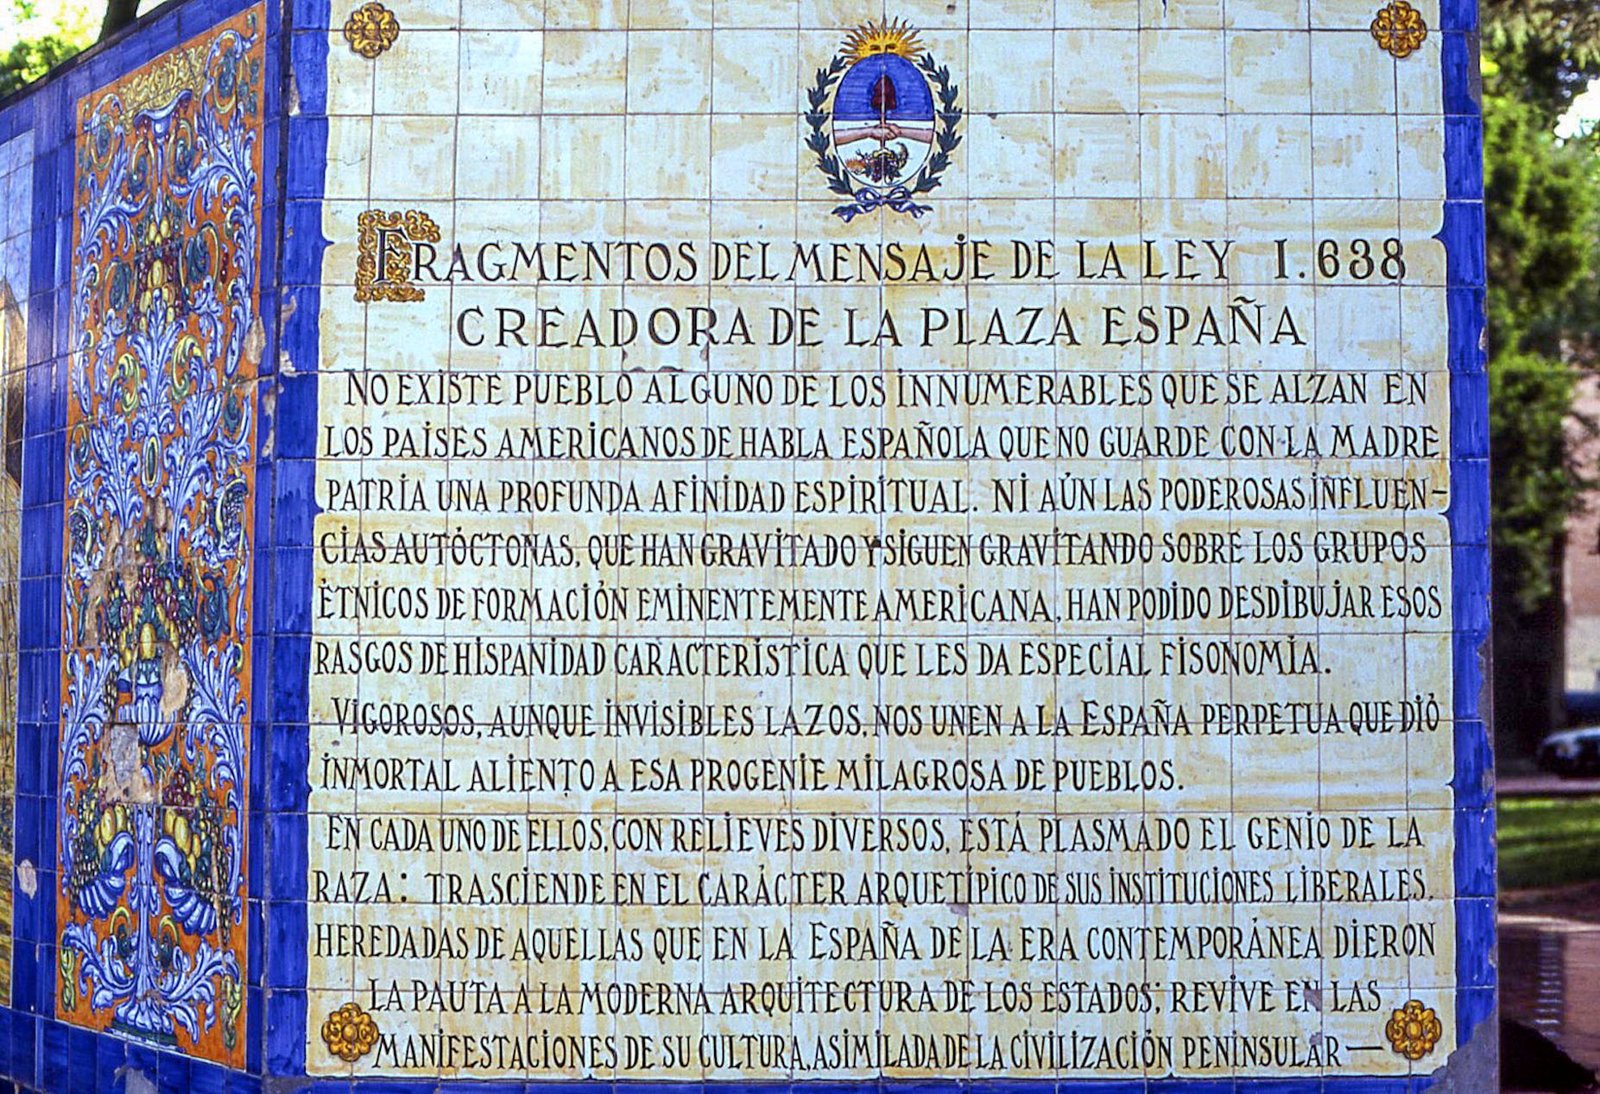 FRAGMENTOS DEL MENSAJE DE LA LEY 1.638
CREADORA DE LA PLAZA ESPAÑA
NO EXISTE PUEBLO ALGUNO DE LOS INNUMERABLES QUE SE ALZAN EN
LOS PAÍSES AMERICANOS DE HABLA ESPAÑOLA QUE NO GUARDE CON LA MADRE
PATRIA UNA PROFUNDA AFINIDAD ESPIRITUAL. NI AÚN LAS PODEROSAS INFLUEN-
CIAS AUTÓCTONAS, QUE HAN GRAVITADO Y SIGUEN GRAVITANDO SOBRE LOS GRUPOS
ÉTNICOS DE FORMACIÓN EMINENTEMENTE AMERICANA, HAN PODIDO DESDIBUJAR ESOS
RASGOS DE HISPANIDAD CARACTERÍSTICA QUE LES DA ESPECIAL FISONOMÍA.
VIGOROSOS, AUNQUE INVISIBLES LAZOS, NOS UNEN A LA ESPAÑA PERPETUA QUE DIÓ
INMORTAL ALIENTO A ESA PROGENIE MILAGROSA DE PUEBLOS.
EN CADA UNO DE ELLOS, CON RELIEVES DIVERSOS, ESTÁ PLASMADO EL GENIO DE LA
RAZA: TRASCIENDE EN EL CARÁCTER ARQUETÍPICO DE SUS INSTITUCIONES LIBERALES,
HEREDADAS DE AQUELLAS QUE EN LA ESPAÑA DE LA ERA CONTEMPORÁNEA DIERON
LA PAUTA A LA MODERNA ARQUITECTURA DE LOS ESTADOS; REVIVE EN LAS
MANIFESTACIONES DE SU CULTURA, ASIMILADA DE LA CIVILIZACIÓN PENINSULAR —